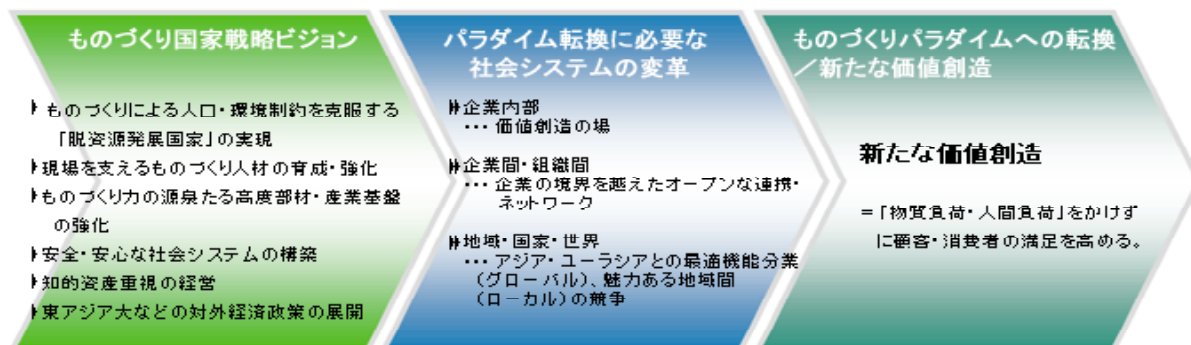 ものづくり国家戦略ビジョン
ものづくりによる人口・環境制約を克服する
「脱資源発展国家」の実現
現場を支えるものづくり人材の育成・強化
ものづくり力の源泉たる高度部材・産業基盤
の強化
安全・安心な社会システムの構築
知的資産重視の経営
東アジア大などの対外経済政策の展開
パラダイム転換に必要な
社会システムの変革
企業内部
･･･ 価値創造の場
企業間・組織間
･･･ 企業の境界を越えたオープンな連携・
ネットワーク
地域・国家・世界
･･･ アジア・ユーラシアとの最適機能分業
(グローバル)、魅力ある地域間
(ローカル)の競争
ものづくりパラダイムへの転換
／新たな価値創造
新たな価値創造
＝「物質負荷・人間負荷」をかけず
に顧客・消費者の満足を高める。